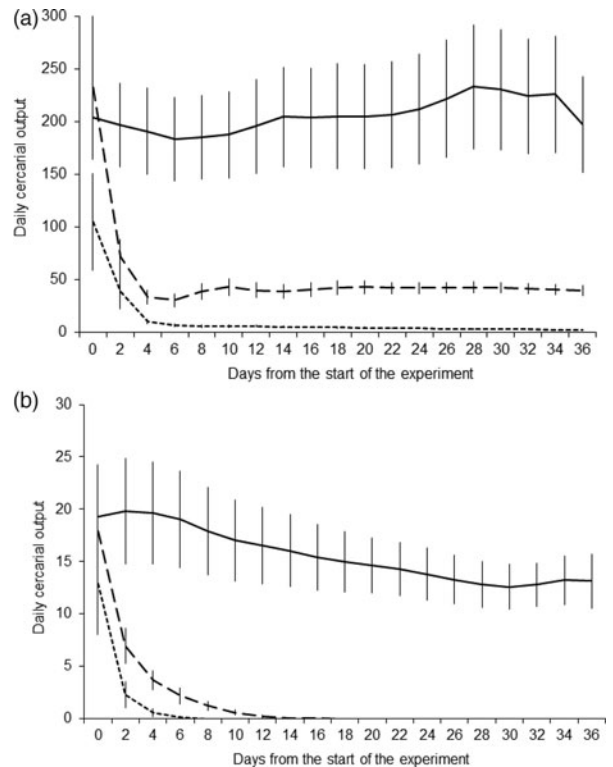 (a)
300
250
200
150
100
50
0
Daily cercarial output
0 2 4 6 8 10 12 14 16 18 20 22 24 26 28 30 32 34 36
Days from the start of the experiment
(b)
30
25
20
15
10
5
0
Daily cercarial output
0 2 4 6 8 10 12 14 16 18 20 22 24 26 28 30 32 34 36
Days from the start of the experiment